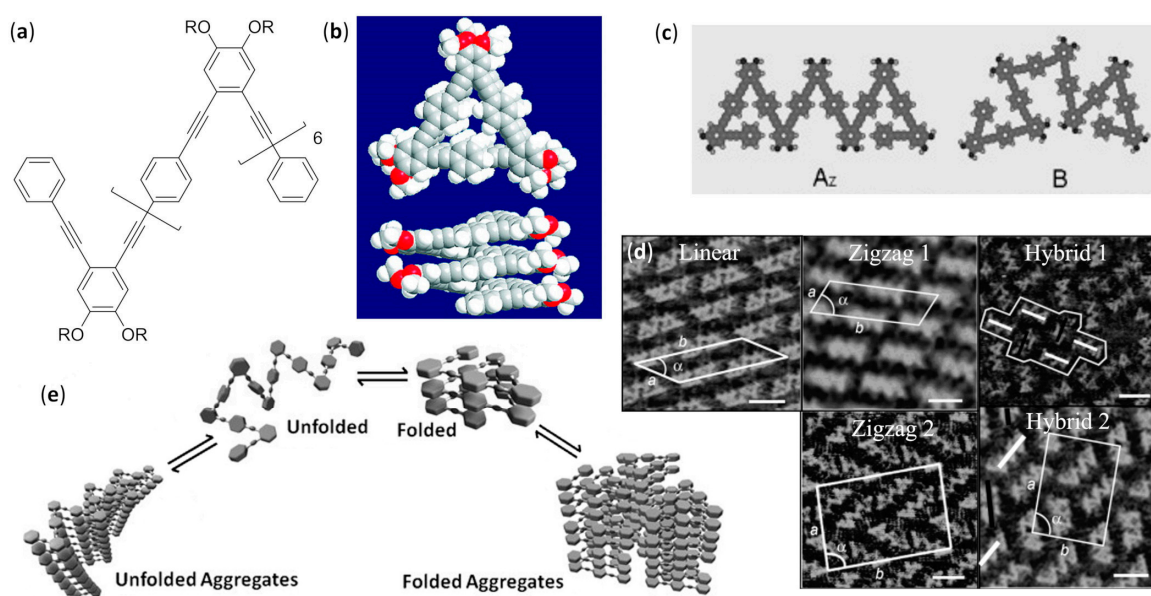 (a)
OR
OR
6
RO
OR
(b)
(c)
Az
B
(d)
Linear
Zigzag 1
Hybrid 1
a
α
b
a
α
b
Zigzag 2
Hybrid 2
a
α
b
a
α
b
(e)
Unfolded
Folded
Unfolded Aggregates
Folded Aggregates